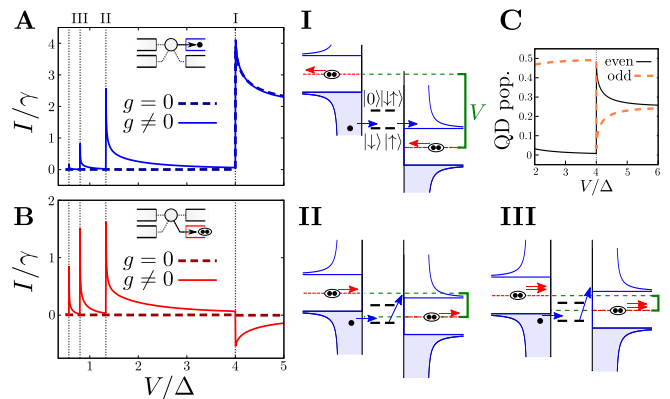 A
III II I
I/γ
4
3
2
1
0
g = 0
g ≠ 0
B
I/γ
2
1
0
g = 0
g ≠ 0
1 2 3 4 5
V/Δ
I
|0⟩|↓↑⟩
|↓⟩|↑⟩
V
C
QD pop.
0.5
0.4
0.3
0.2
0.1
0
even
odd
2 3 4 5 6
V/Δ
II
III